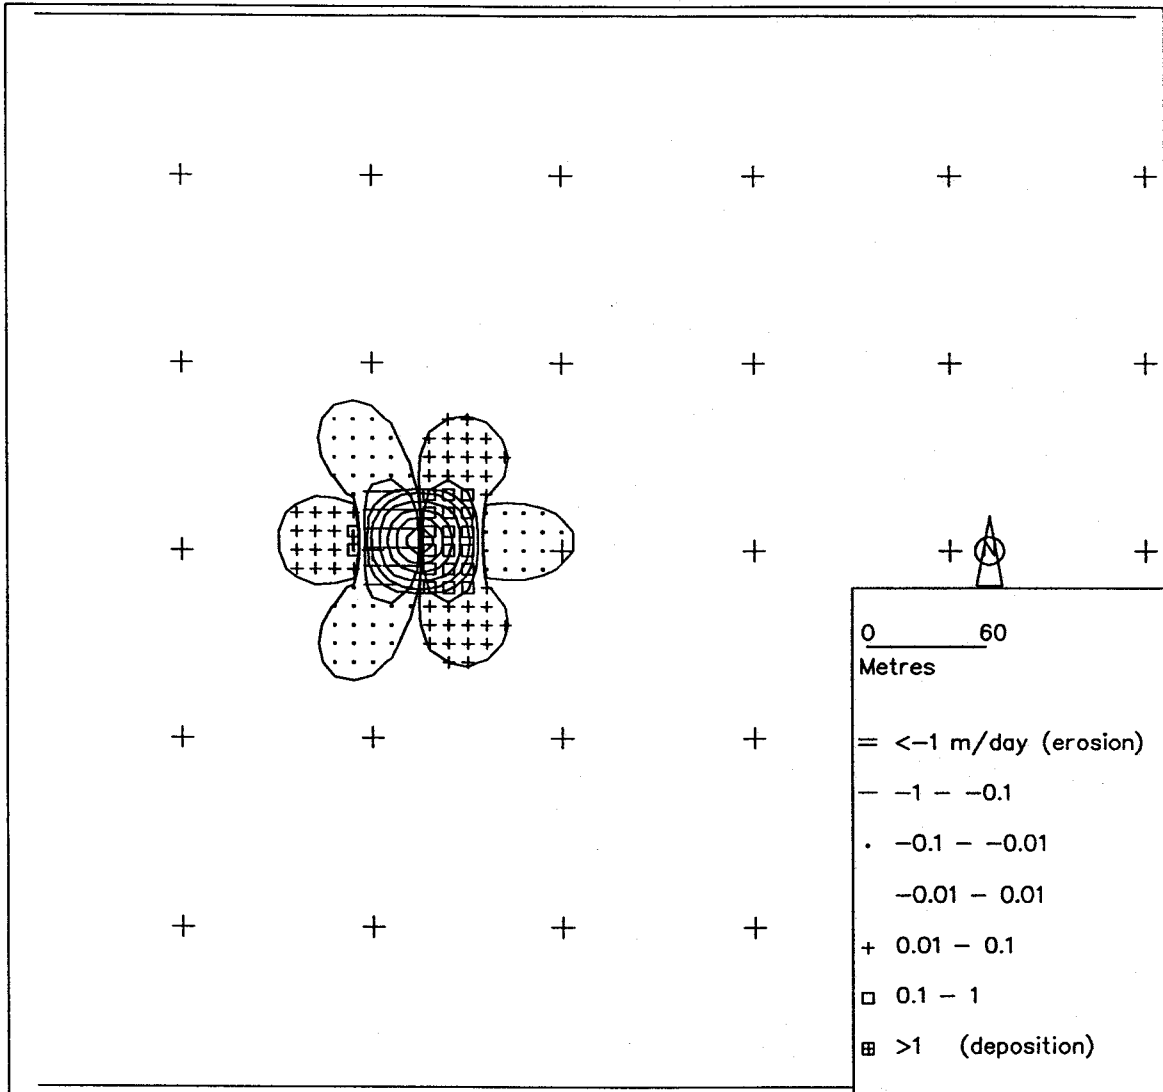 N
0 60
Metres
= <-1 m/day (erosion)
— -1 — -0.1
. -0.1 — -0.01
-0.01 — 0.01
+ 0.01 — 0.1
□ 0.1 — 1
⊞ >1 (deposition)